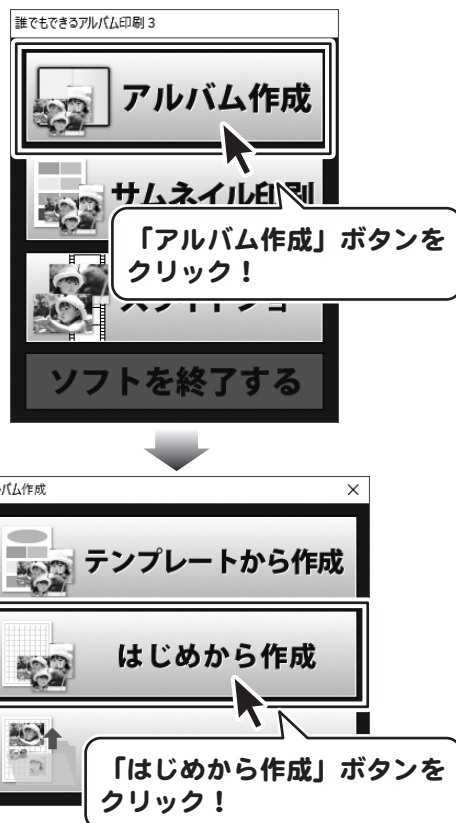 誰でもできるアルバム印刷 3
アルバム作成
サムネイル印刷
「アルバム作成」ボタンを
クリック！
ソフトを終了する
バム作成
テンプレートから作成
はじめから作成
「はじめから作成」ボタンを
クリック！